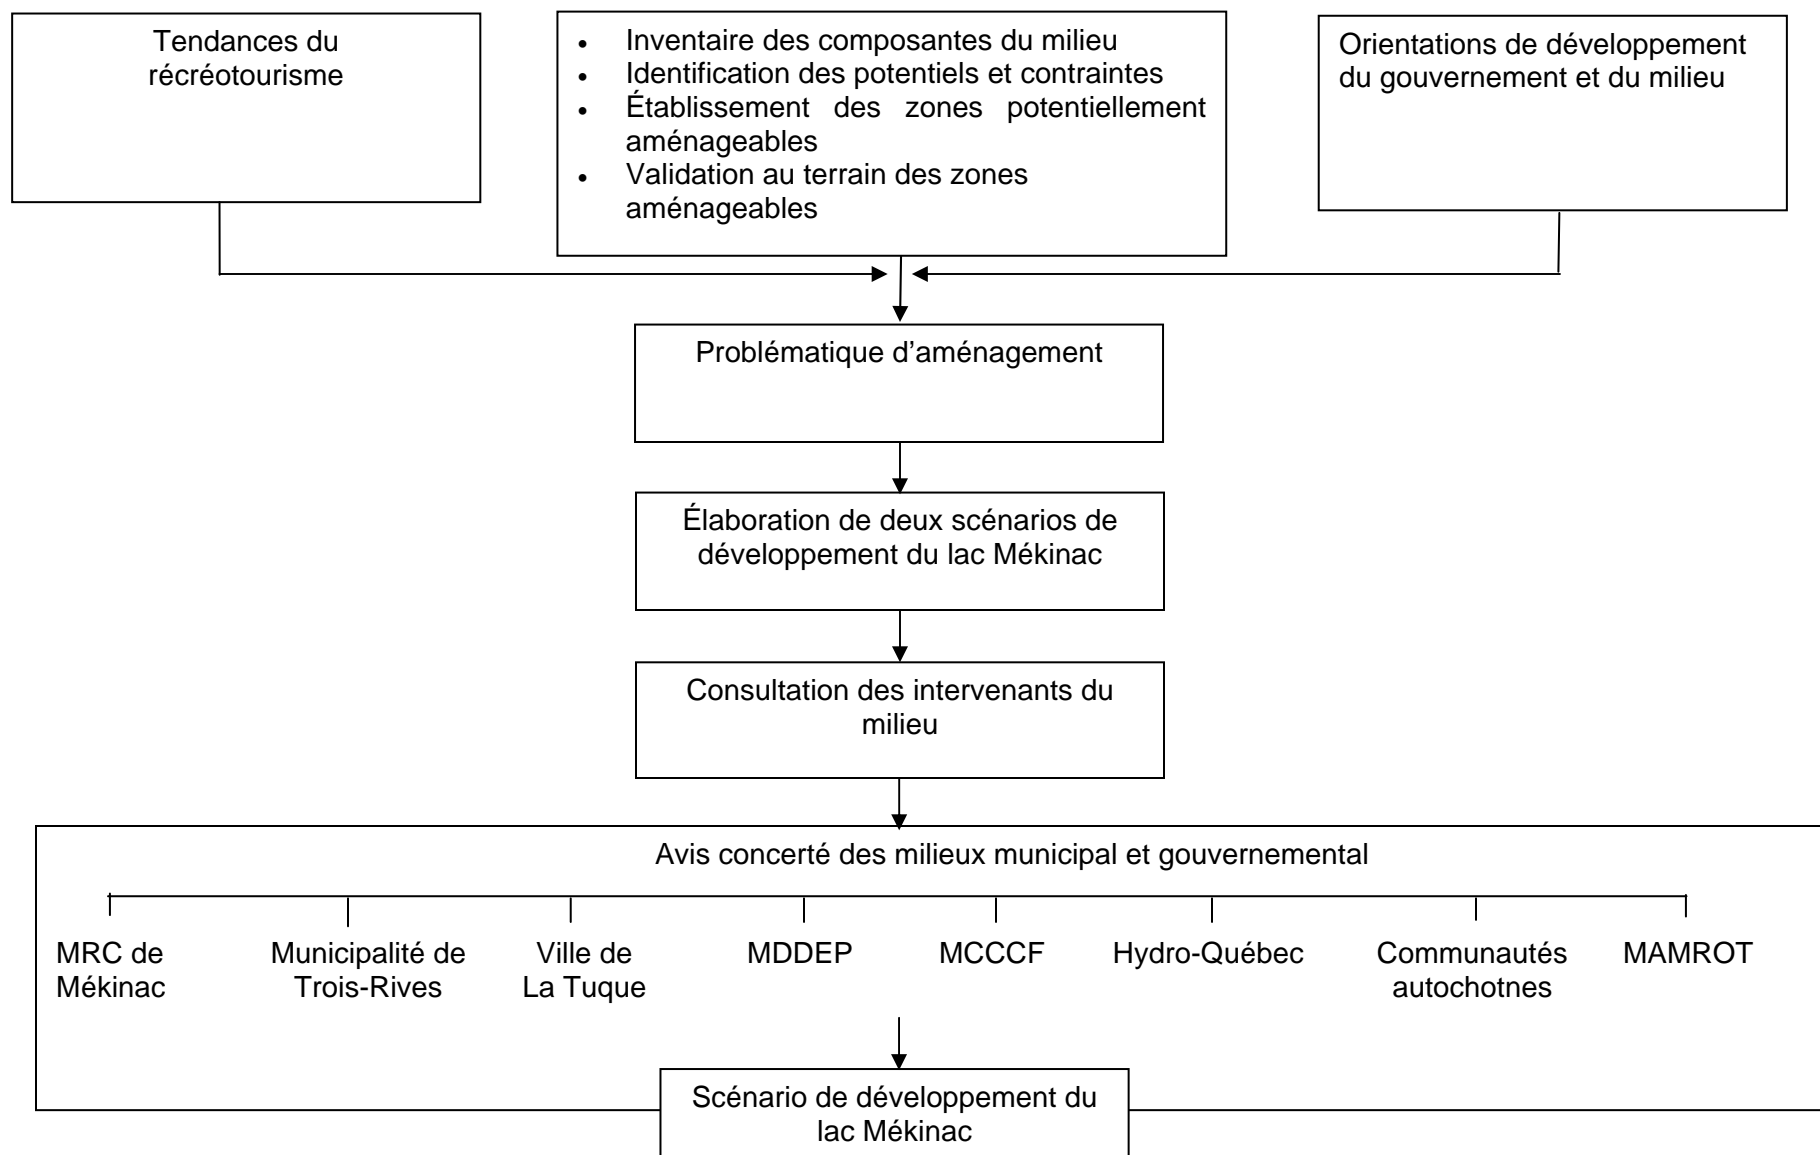 Tendances du
récréotourisme
• Inventaire des composantes du milieu
• Identification des potentiels et contraintes
• Établissement des zones potentiellement
aménageables
• Validation au terrain des zones
aménageables
Orientations de développement
du gouvernement et du milieu
Problématique d’aménagement
Élaboration de deux scénarios de
développement du lac Mékinac
Consultation des intervenants du
milieu
Avis concerté des milieux municipal et gouvernemental
MRC de
Mékinac
Municipalité de
Trois-Rives
Ville de
La Tuque
MDDEP
MCCCF
Hydro-Québec
Communautés
autochotnes
MAMROT
Scénario de développement du
lac Mékinac